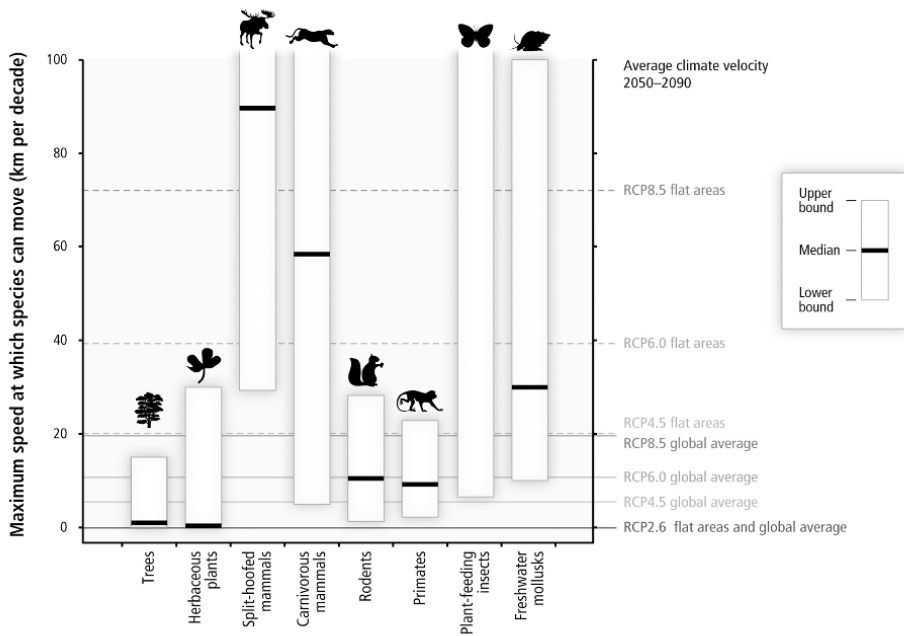 Maximum speed at which species can move (km per decade)
100
80
60
40
20
0
Average climate velocity
2050–2090
RCP8.5 flat areas
RCP6.0 flat areas
RCP4.5 flat areas
RCP8.5 global average
RCP6.0 global average
RCP4.5 global average
RCP2.6 flat areas and global average
Upper
bound
Median
Lower
bound
Trees
Herbaceous
plants
Split-hoofed
mammals
Carnivorous
mammals
Rodents
Primates
Plant-feeding
insects
Freshwater
mollusks